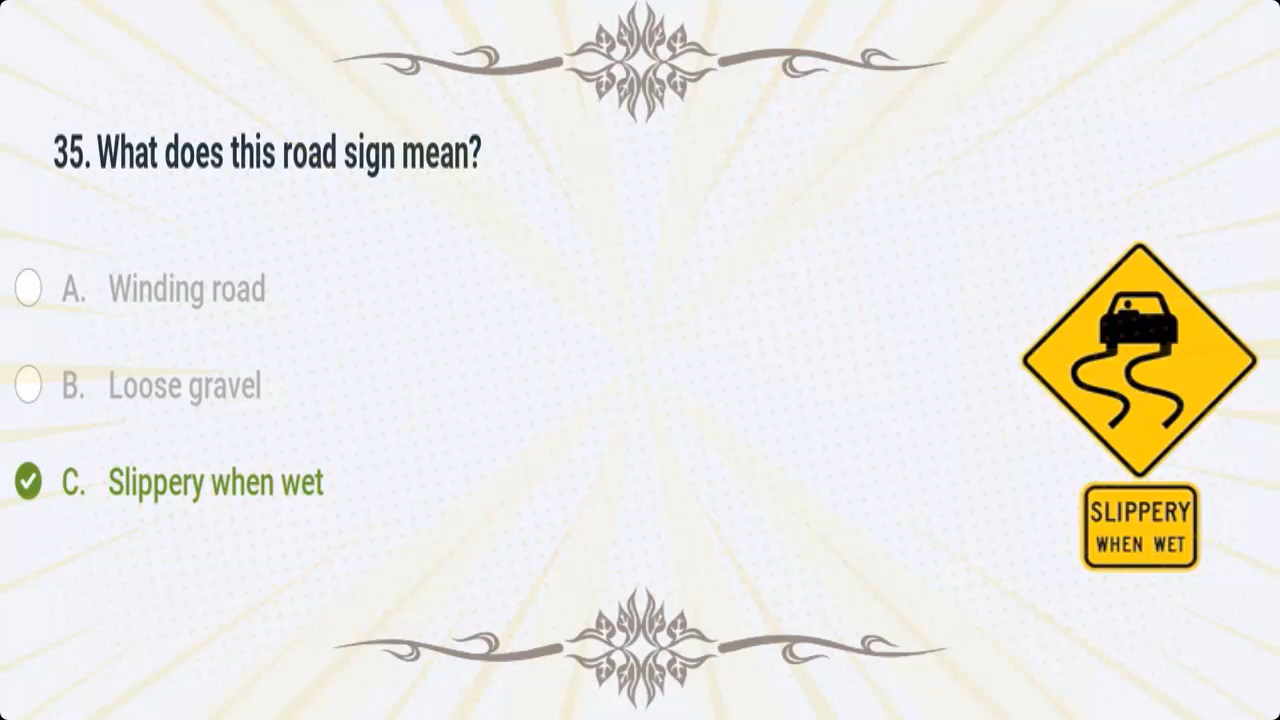 35. What does this road sign mean?
A. Winding road
B. Loose gravel
C. Slippery when wet
SLIPPERY
WHEN WET